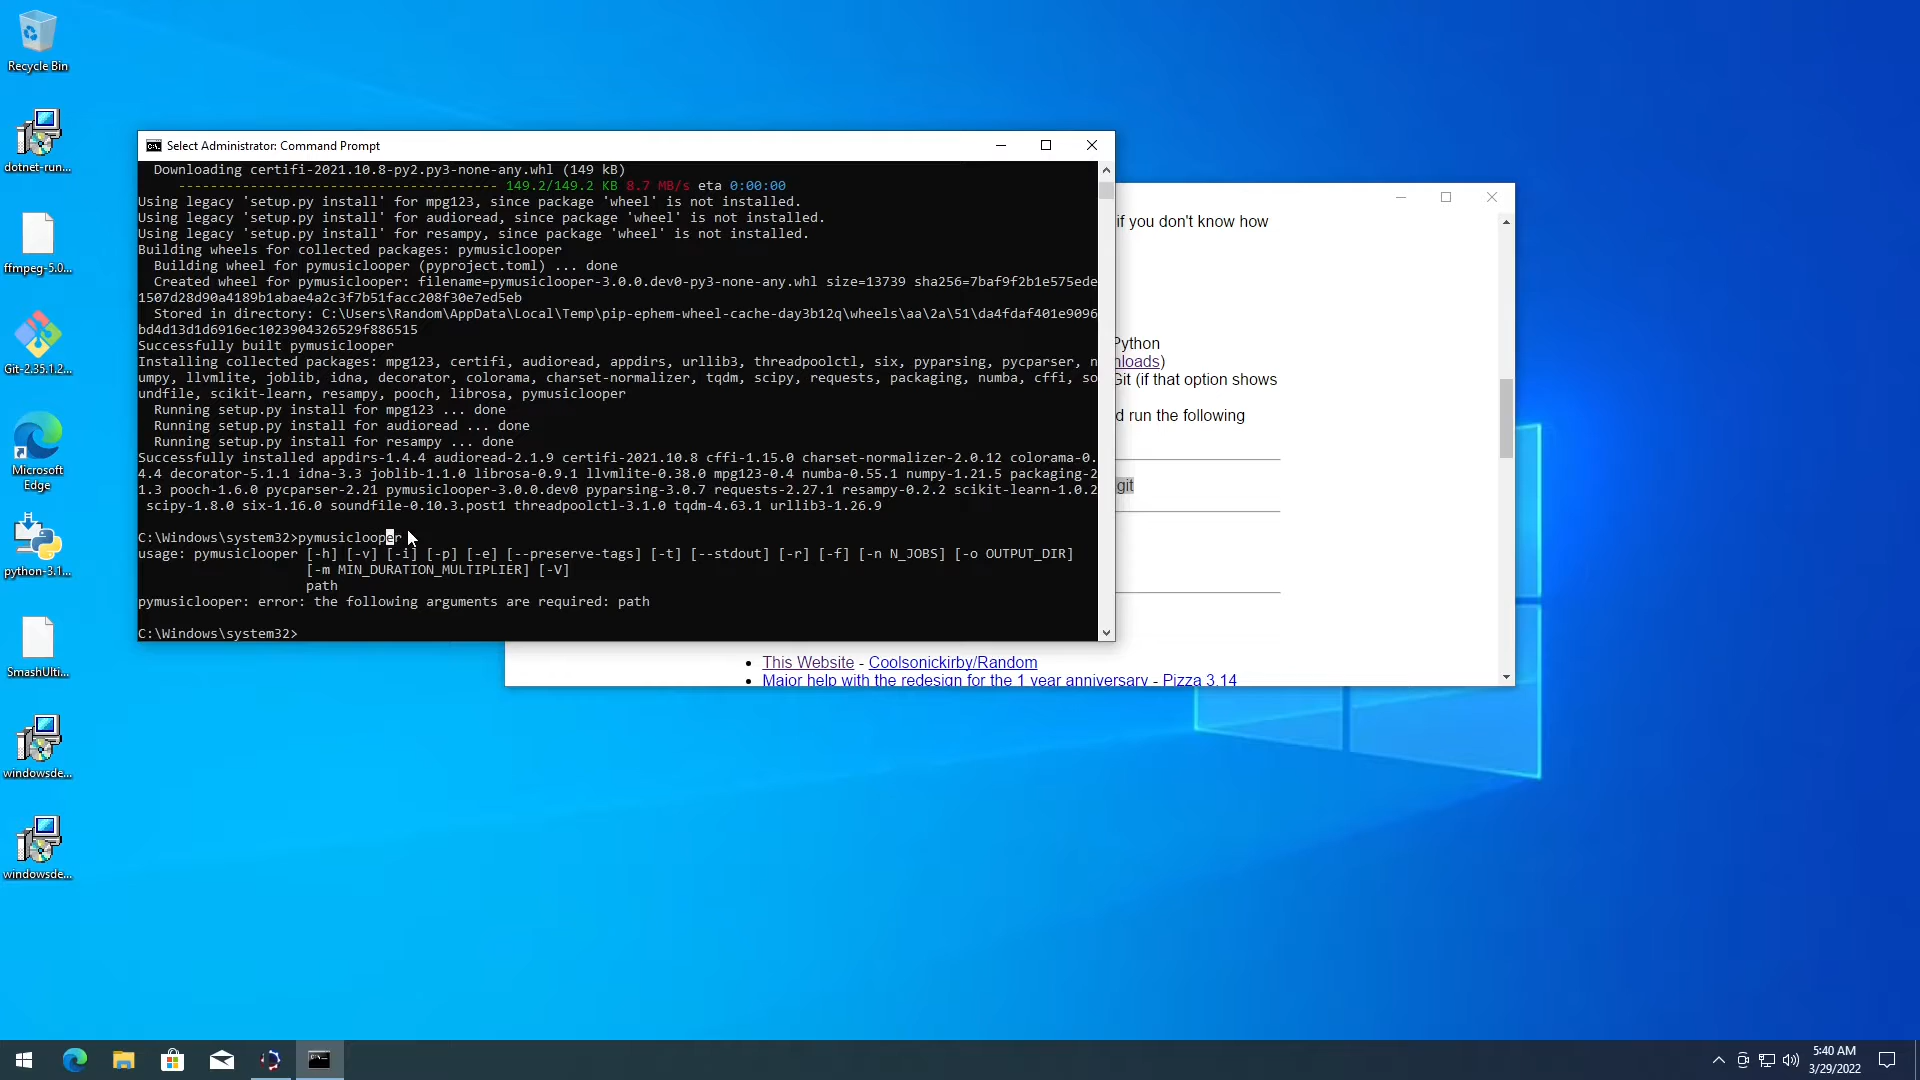 Recycle Bin
dotnet-run...
ffmpeg-5.0...
Git-2.35.1.2...
Microsoft
Edge
python-3.1...
SmashUlti...
windowsde...
windowsde...
Select Administrator: Command Prompt
Downloading certifi-2021.10.8-py2.py3-none-any.whl (149 kB)
---------------------------------------- 149.2/149.2 KB 8.7 MB/s eta 0:00:00
Using legacy 'setup.py install' for mpg123, since package 'wheel' is not installed.
Using legacy 'setup.py install' for audioread, since package 'wheel' is not installed.
Using legacy 'setup.py install' for resampy, since package 'wheel' is not installed.
Building wheels for collected packages: pymusiclooper
Building wheel for pymusiclooper (pyproject.toml) ... done
Created wheel for pymusiclooper: filename=pymusiclooper-3.0.0.dev0-py3-none-any.whl size=13739 sha256=7baf9f2b1e575ede
1507d28d90a4189b1abae4a2c3f7b51facc208f30e7ed5eb
Stored in directory: C:\Users\Random\AppData\Local\Temp\pip-ephem-wheel-cache-day3b12q\wheels\aa\2a\51\da4fdaf401e9096
bd4d13d1d6916ec1023904326529f886515
Successfully built pymusiclooper
Installing collected packages: mpg123, certifi, audioread, appdirs, urllib3, threadpoolctl, six, pyparsing, pycparser, n
umpy, llvmlite, joblib, idna, decorator, colorama, charset-normalizer, tqdm, scipy, requests, packaging, numba, cffi, so
undfile, scikit-learn, resampy, pooch, librosa, pymusiclooper
Running setup.py install for mpg123 ... done
Running setup.py install for audioread ... done
Running setup.py install for resampy ... done
Successfully installed appdirs-1.4.4 audioread-2.1.9 certifi-2021.10.8 cffi-1.15.0 charset-normalizer-2.0.12 colorama-0.
4.4 decorator-5.1.1 idna-3.3 joblib-1.1.0 librosa-0.9.1 llvmlite-0.38.0 mpg123-0.4 numba-0.55.1 numpy-1.21.5 packaging-2
1.3 pooch-1.6.0 pycparser-2.21 pymusiclooper-3.0.0.dev0 pyparsing-3.0.7 requests-2.27.1 resampy-0.2.2 scikit-learn-1.0.2
scipy-1.8.0 six-1.16.0 soundfile-0.10.3.post1 threadpoolctl-3.1.0 tqdm-4.63.1 urllib3-1.26.9
C:\Windows\system32>pymusiclooper
usage: pymusiclooper [-h] [-v] [-i] [-p] [-e] [--preserve-tags] [-t] [--stdout] [-r] [-f] [-n N_JOBS] [-o OUTPUT_DIR]
[-m MIN_DURATION_MULTIPLIER] [-V]
path
pymusiclooper: error: the following arguments are required: path
C:\Windows\system32>
if you don't know how
Python
nloads)
Git (if that option shows
d run the following
git
This Website - Coolsonickirby/Random
Major help with the redesign for the 1 year anniversary - Pizza 3.14
5:40 AM
3/29/2022